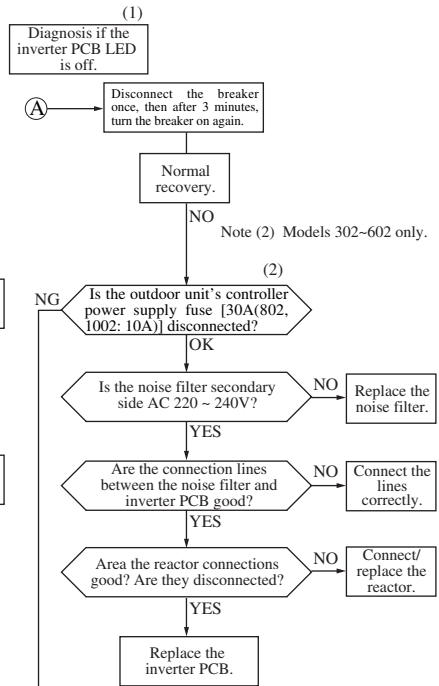 (1)
Diagnosis if the
inverter PCB LED
is off.
A
Disconnect the breaker
once, then after 3 minutes,
turn the breaker on again.
Normal
recovery.
NO
Note (2) Models 302~602 only.
(2)
NG
Is the outdoor unit's controller
power supply fuse [30A(802,
1002: 10A)] disconnected?
OK
Is the noise filter secondary
side AC 220 ~ 240V?
NO
Replace the
noise filter.
YES
Are the connection lines
between the noise filter and
inverter PCB good?
NO
Connect the
lines
correctly.
YES
Area the reactor connections
good? Are they disconnected?
NO
Connect/
replace the
reactor.
YES
Replace the
inverter PCB.